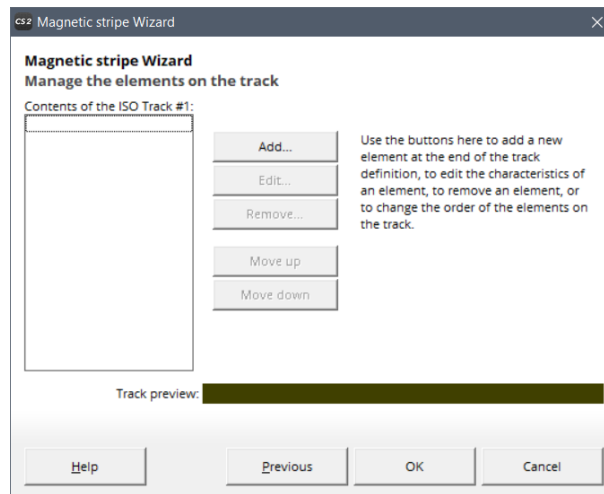 CS2 Magnetic stripe Wizard
Magnetic stripe Wizard
Manage the elements on the track
Contents of the ISO Track #1:
Add...
Edit...
Remove...
Move up
Move down
Use the buttons here to add a new
element at the end of the track
definition, to edit the characteristics of
an element, to remove an element, or
to change the order of the elements on
the track.
Track preview:
Help
Previous
OK
Cancel